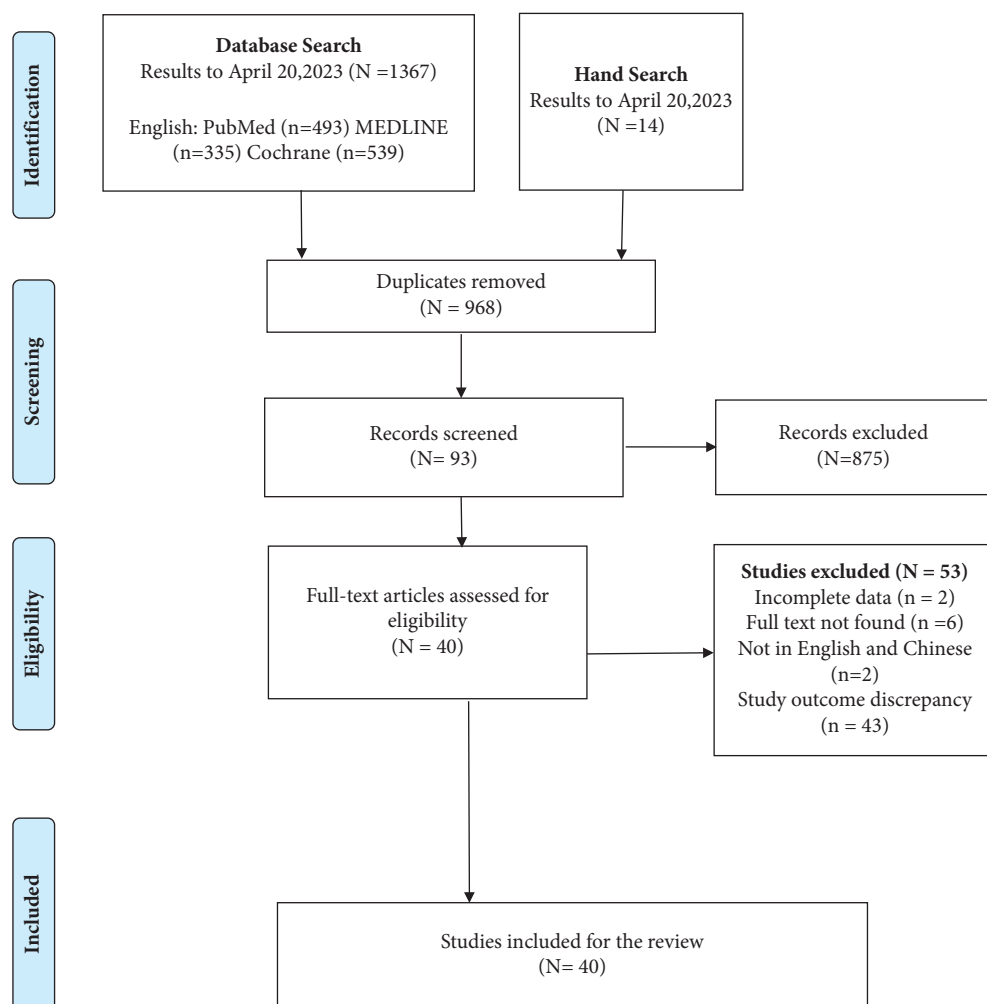 Identification
Database Search
Results to April 20,2023 (N =1367)
English: PubMed (n=493) MEDLINE
(n=335) Cochrane (n=539)
Hand Search
Results to April 20,2023
(N =14)
Screening
Duplicates removed
(N = 968)
Records screened
(N= 93)
Records excluded
(N=875)
Eligibility
Full-text articles assessed for
eligibility
(N = 40)
Studies excluded (N = 53)
Incomplete data (n = 2)
Full text not found (n =6)
Not in English and Chinese
(n=2)
Study outcome discrepancy
(n = 43)
Included
Studies included for the review
(N= 40)